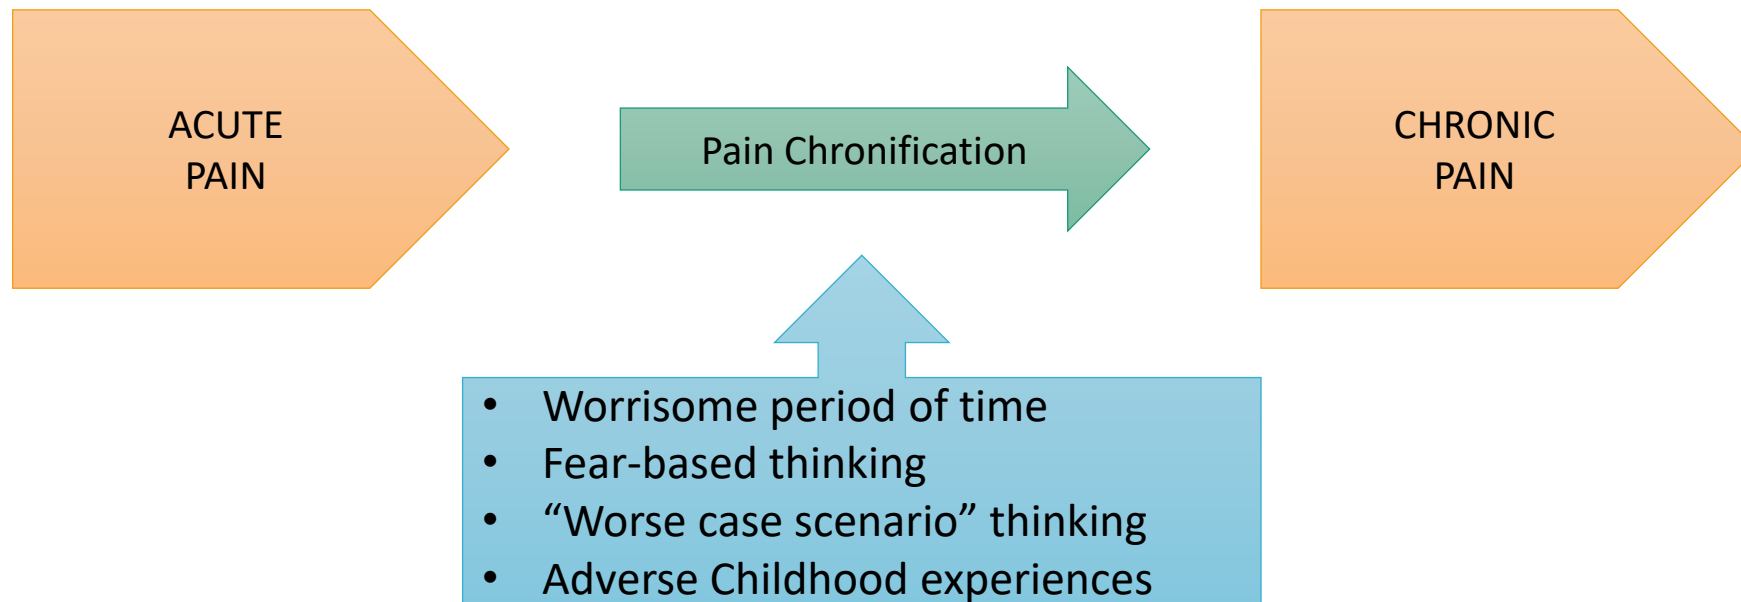 ACUTE
PAIN
Pain Chronification
CHRONIC
PAIN
• Worrisome period of time
• Fear-based thinking
• “Worse case scenario” thinking
• Adverse Childhood experiences